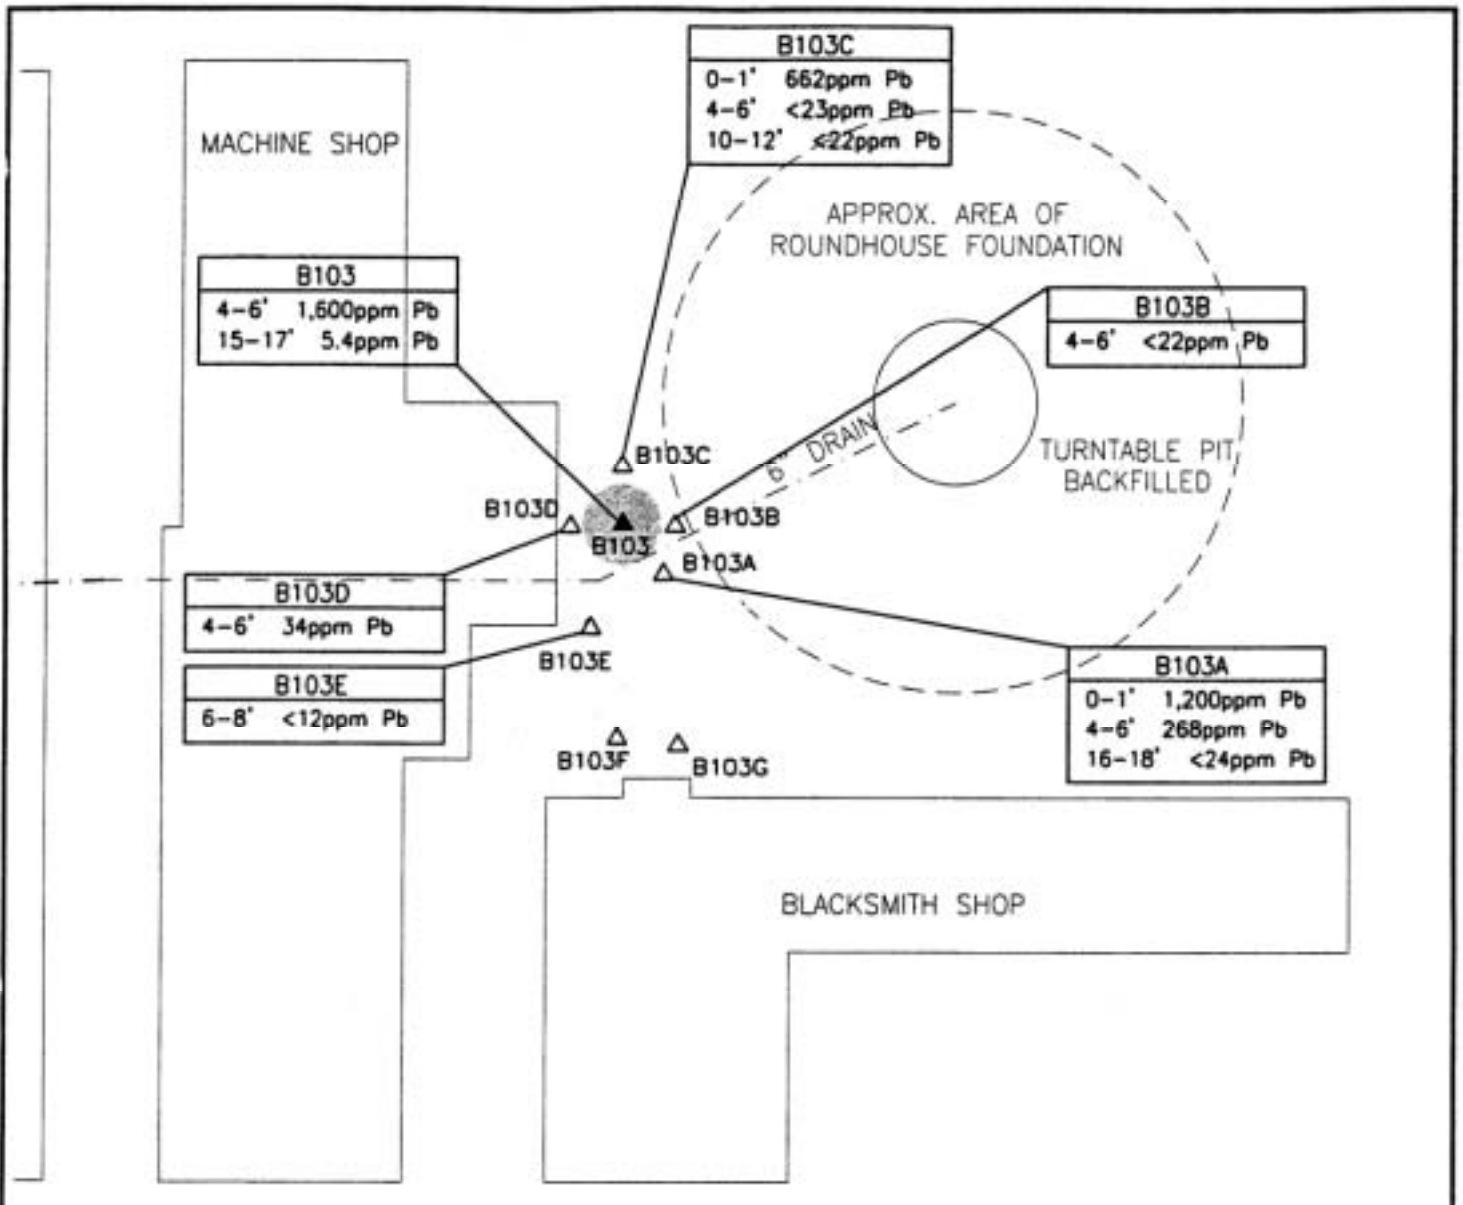 B103C
0-1' 662ppm Pb
4-6' <23ppm Pb
10-12' <22ppm Pb
MACHINE SHOP
APPROX. AREA OF
ROUNDHOUSE FOUNDATION
B103
4-6' 1,600ppm Pb
15-17' 5.4ppm Pb
B103B
4-6' <22ppm Pb
6" DRAIN
TURNTABLE PIT
BACKFILLED
B103C
B103D
B103B
B103
B103A
B103D
4-6' 34ppm Pb
B103E
B103E
6-8' <12ppm Pb
B103A
0-1' 1,200ppm Pb
4-6' 268ppm Pb
16-18' <24ppm Pb
B103F
B103G
BLACKSMITH SHOP